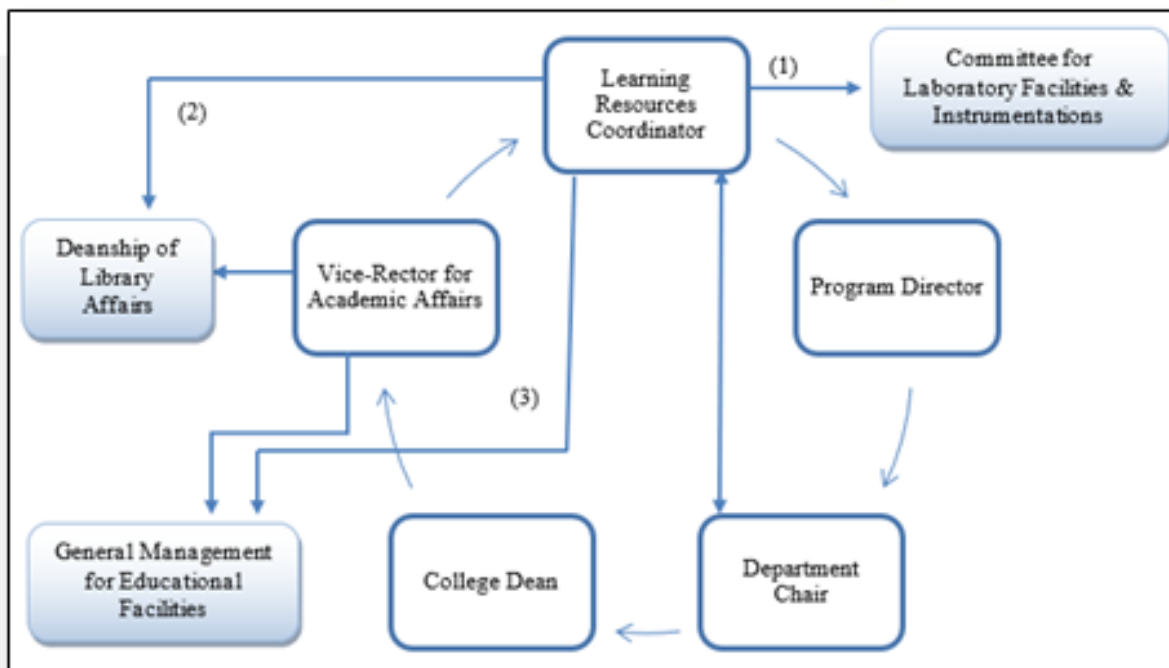 Learning
Resources
Coordinator
(1)
Committee for
Laboratory Facilities &
Instrumentations
(2)
Deanship of
Library
Affairs
Vice-Rector for
Academic Affairs
Program Director
(3)
General Management
for Educational
Facilities
College Dean
Department
Chair